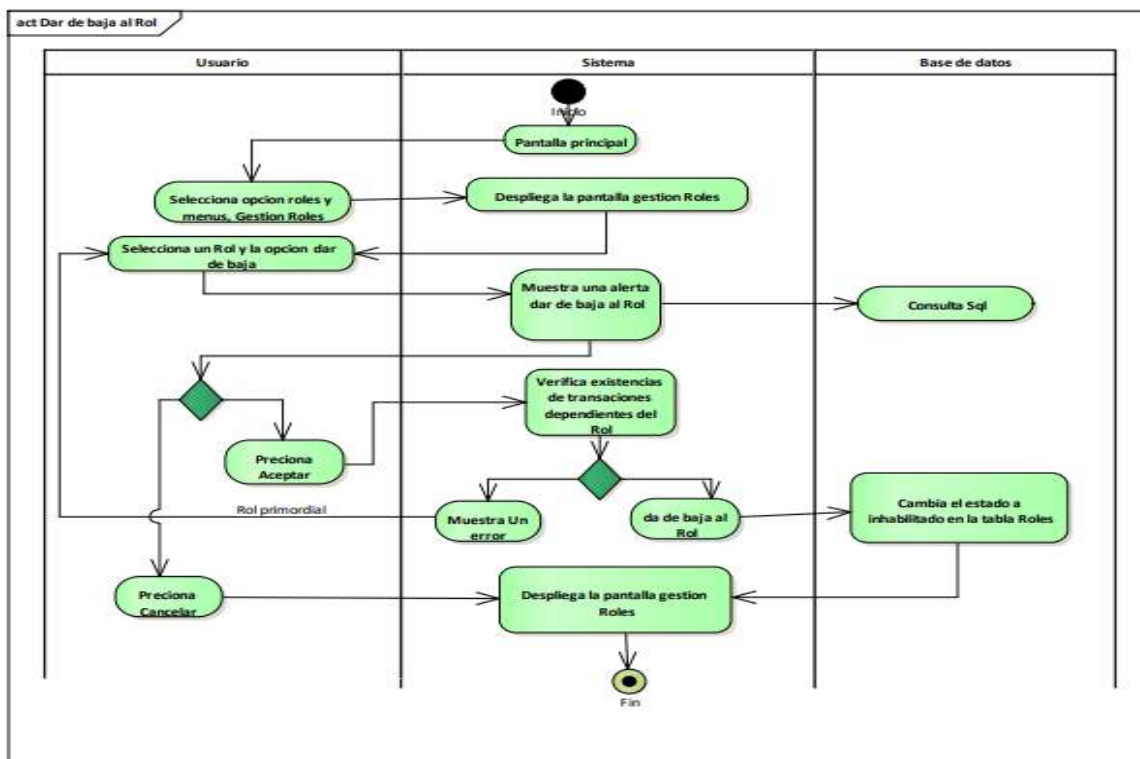 act Dar de baja al Rol
Usuario
Sistema
Base de datos
Inicio
Pantalla principal
Selecciona opcion roles y
menus, Gestion Roles
Despliega la pantalla gestion Roles
Selecciona un Rol y la opcion dar
de baja
Muestra una alerta
dar de baja al Rol
Consulta Sql
Verifica existencias
de transaciones
dependientes del
Rol
Preciona
Aceptar
Rol primordial
Muestra Un
error
da de baja al
Rol
Cambia el estado a
inhabilitado en la tabla Roles
Preciona
Cancelar
Despliega la pantalla gestion
Roles
Fin